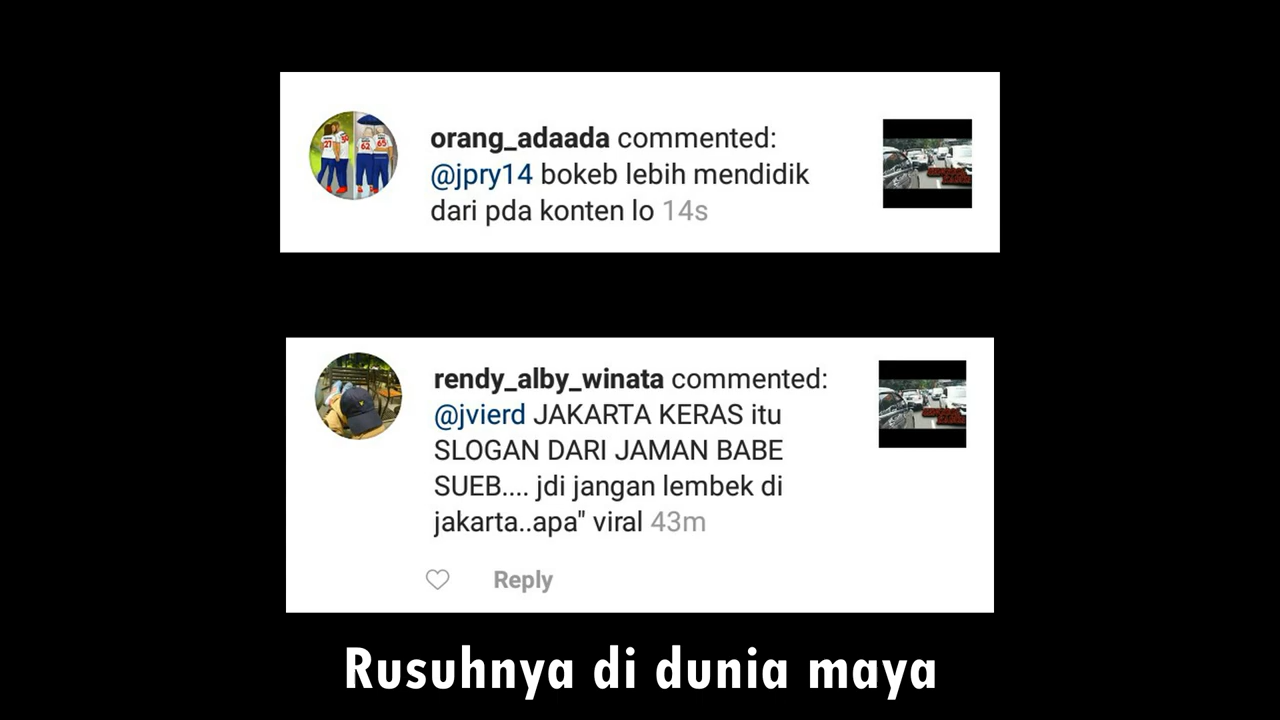 orang_adaada commented:
@jpry14 bokeb lebih mendidik
dari pda konten lo 14s
rendy_alby_winata commented:
@jvierd JAKARTA KERAS itu
SLOGAN DARI JAMAN BABE
SUEB.... jdi jangan lembek di
jakarta..apa" viral 43m
Reply
Rusuhnya di dunia maya